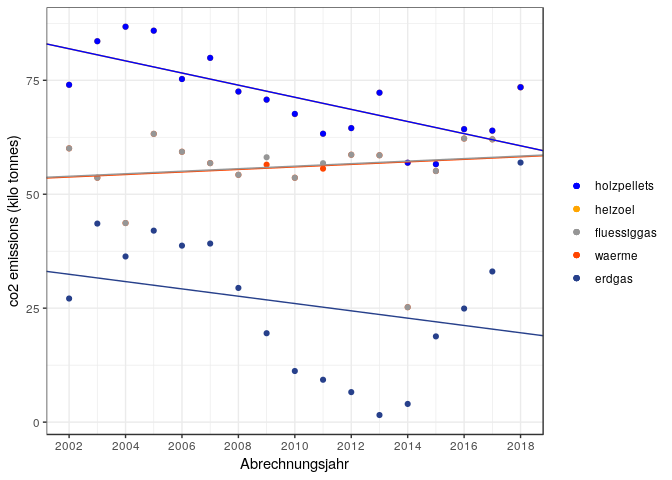 co2 emissions (kilo tonnes)
75
50
25
0
2002 2004 2006 2008 2010 2012 2014 2016 2018
Abrechnungsjahr
holzpellets
heizoel
fluessiggas
waerme
erdgas